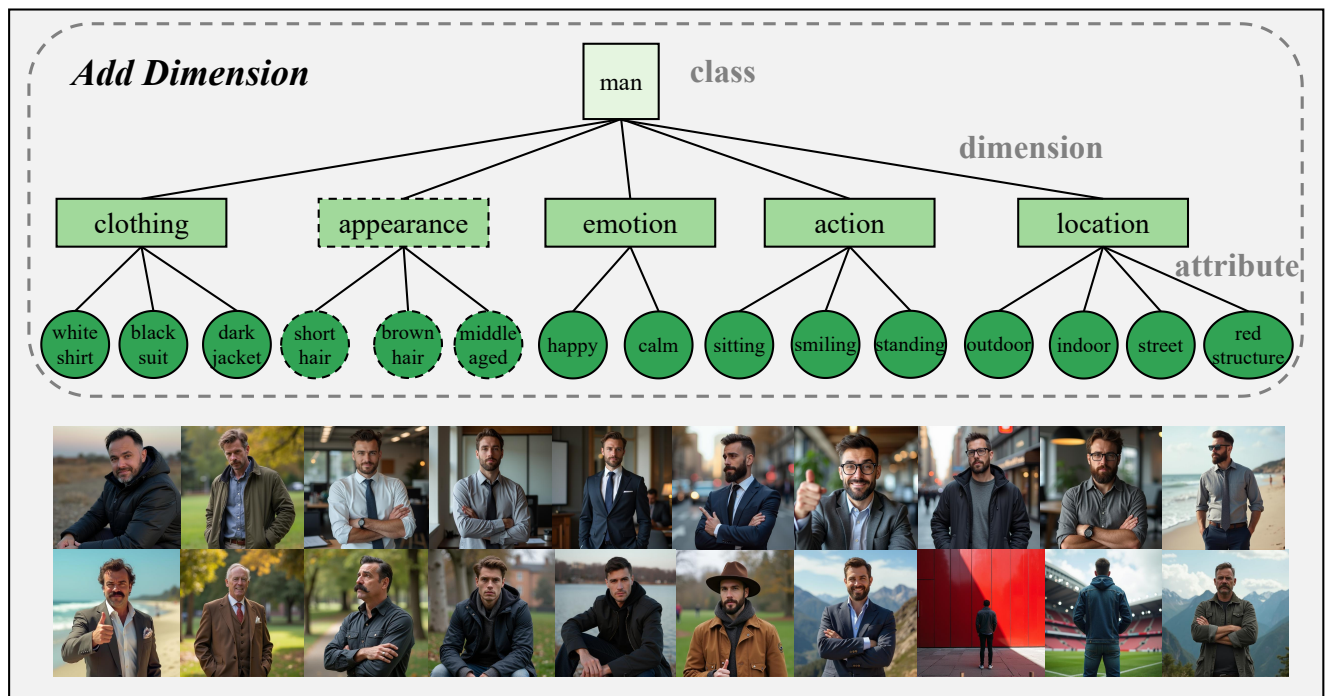 Add Dimension
man
class
dimension
clothing
appearance
emotion
action
location
attribute
white
shirt
black
suit
dark
jacket
short
hair
brown
hair
middle
aged
happy
calm
sitting
smiling
standing
outdoor
indoor
street
red
structure